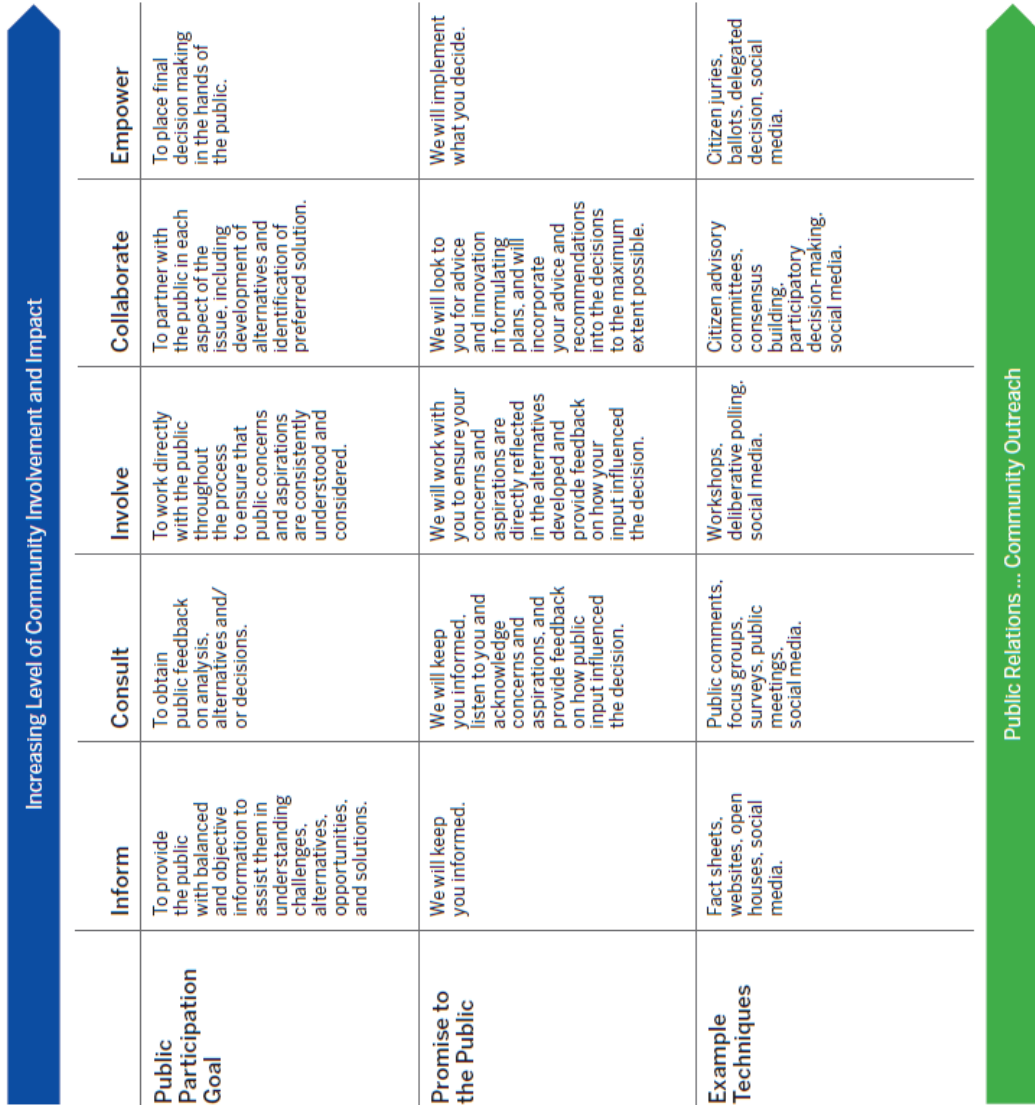 Increasing Level of Community Involvement and Impact
Inform
Consult
Involve
Collaborate
Empower
Public
Participation
Goal
To provide
the public
with balanced
and objective
information to
assist them in
understanding
challenges,
alternatives,
opportunities,
and solutions.
To obtain
public feedback
on analysis,
alternatives and/
or decisions.
To work directly
with the public
throughout
the process
to ensure that
public concerns
and aspirations
are consistently
understood and
considered.
To partner with
the public in each
aspect of the
issue, including
development of
alternatives and
identification of
preferred solution.
To place final
decision making
in the hands of
the public.
Promise to
the Public
We will keep
you informed.
We will keep
you informed,
listen to you and
acknowledge
concerns and
aspirations, and
provide feedback
on how public
input influenced
the decision.
We will work with
you to ensure your
concerns and
aspirations are
directly reflected
in the alternatives
developed and
provide feedback
on how your
input influenced
the decision.
We will look to
you for advice
and innovation
in formulating
plans, and will
incorporate
your advice and
recommendations
into the decisions
to the maximum
extent possible.
We will implement
what you decide.
Example
Techniques
Fact sheets,
websites, open
houses, social
media.
Public comments,
focus groups,
surveys, public
meetings,
social media.
Workshops,
deliberative polling,
social media.
Citizen advisory
committees,
consensus
building,
participatory
decision-making,
social media.
Citizen juries,
ballots, delegated
decision, social
media.
Public Relations ... Community Outreach